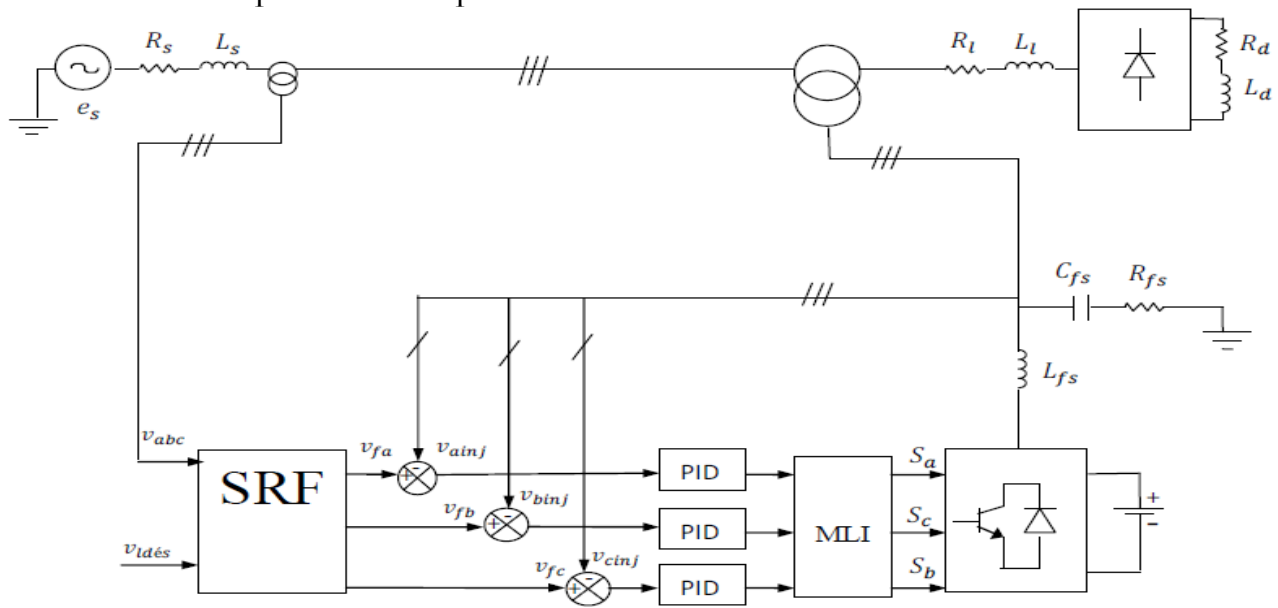 R_s
L_s
e_s
R_l
L_l
R_d
L_d
C_fs
R_fs
L_fs
v_abc
SRF
v_fa
v_ainj
PID
S_a
v_fb
v_binj
PID
MLI
S_c
v_ldés
v_fc
v_cinj
PID
S_b
+
-
+
-
+
-
+
-